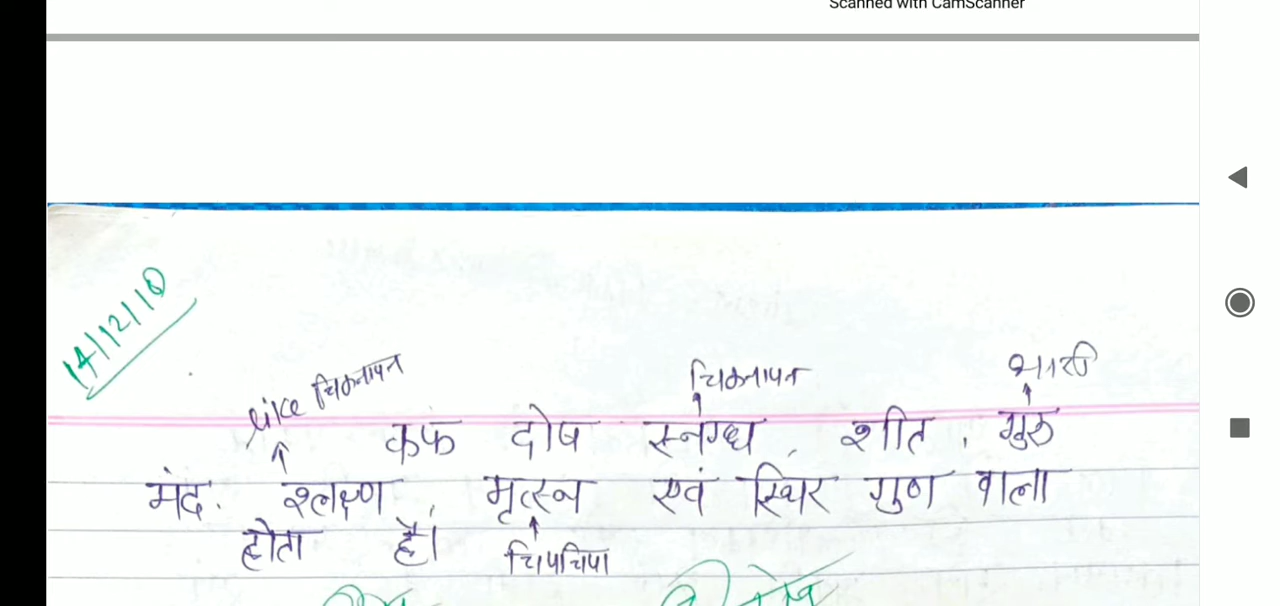 Scanned with CamScanner
14/12/18
like चिकनापन
चिकनापन
भारी
कफ दोष स्निग्ध, शीत, गुरु
मंद, श्लक्ष्ण, मृत्स्न एवं स्थिर गुण वाला
होता है।
चिपचिपा